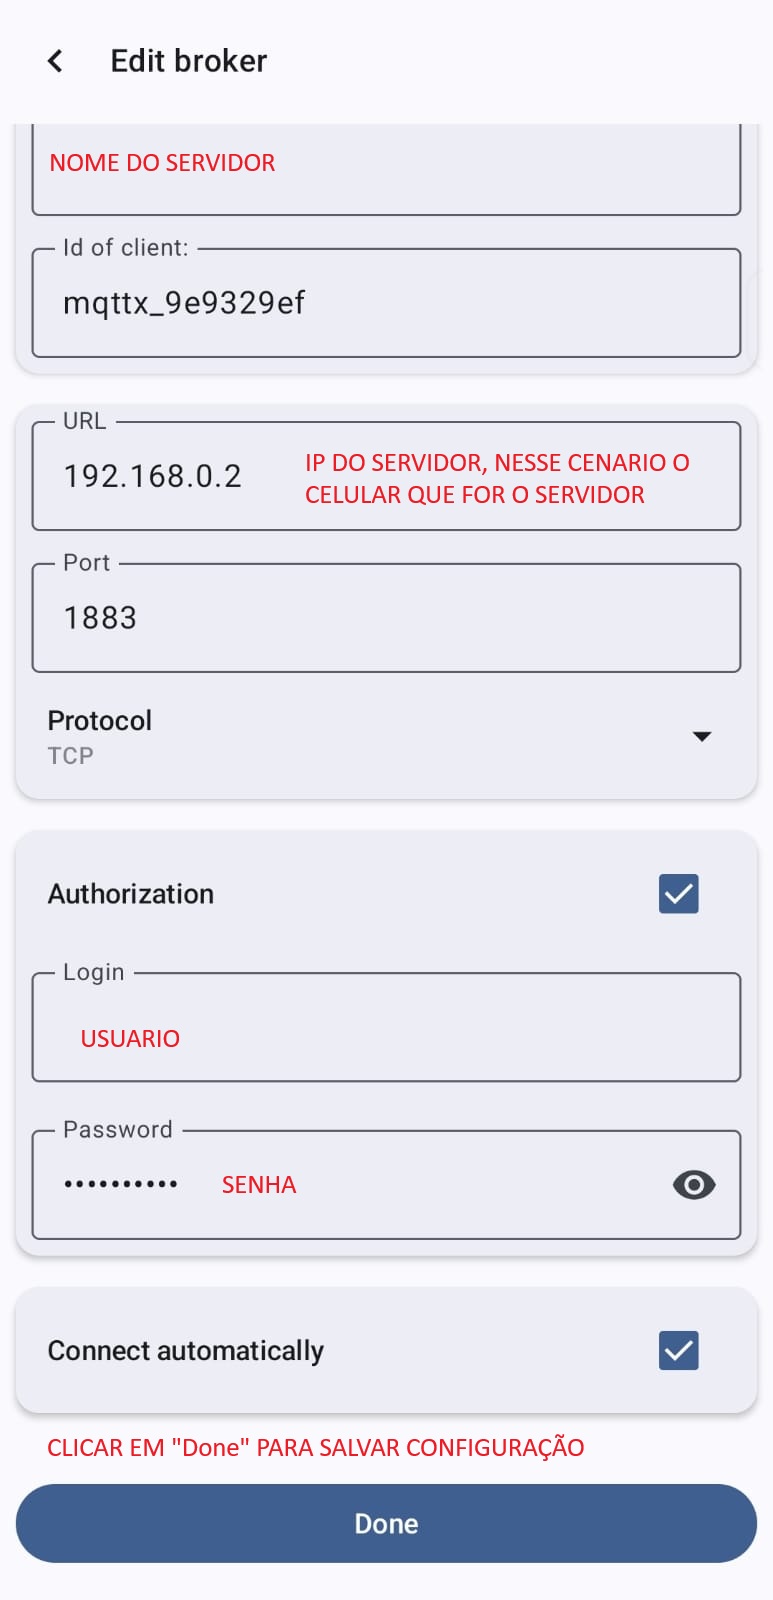 Edit broker
NOME DO SERVIDOR
Id of client:
mqttx_9e9329ef
URL
192.168.0.2
IP DO SERVIDOR, NESSE CENARIO O
CELULAR QUE FOR O SERVIDOR
Port
1883
Protocol
TCP
Authorization
Login
USUARIO
Password
•••••••••• SENHA
Connect automatically
CLICAR EM "Done" PARA SALVAR CONFIGURAÇÃO
Done